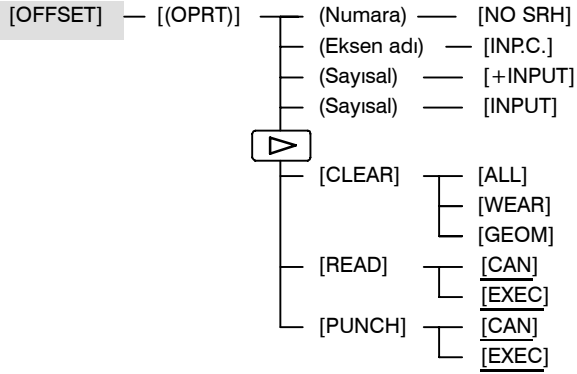 [OFFSET] [(OPRT)] (Numara) [NO SRH]
(Eksen adı) [INP.C.]
(Sayısal) [+INPUT]
(Sayısal) [INPUT]
[CLEAR] [ALL]
[WEAR]
[GEOM]
[READ] [CAN]
[EXEC]
[PUNCH] [CAN]
[EXEC]